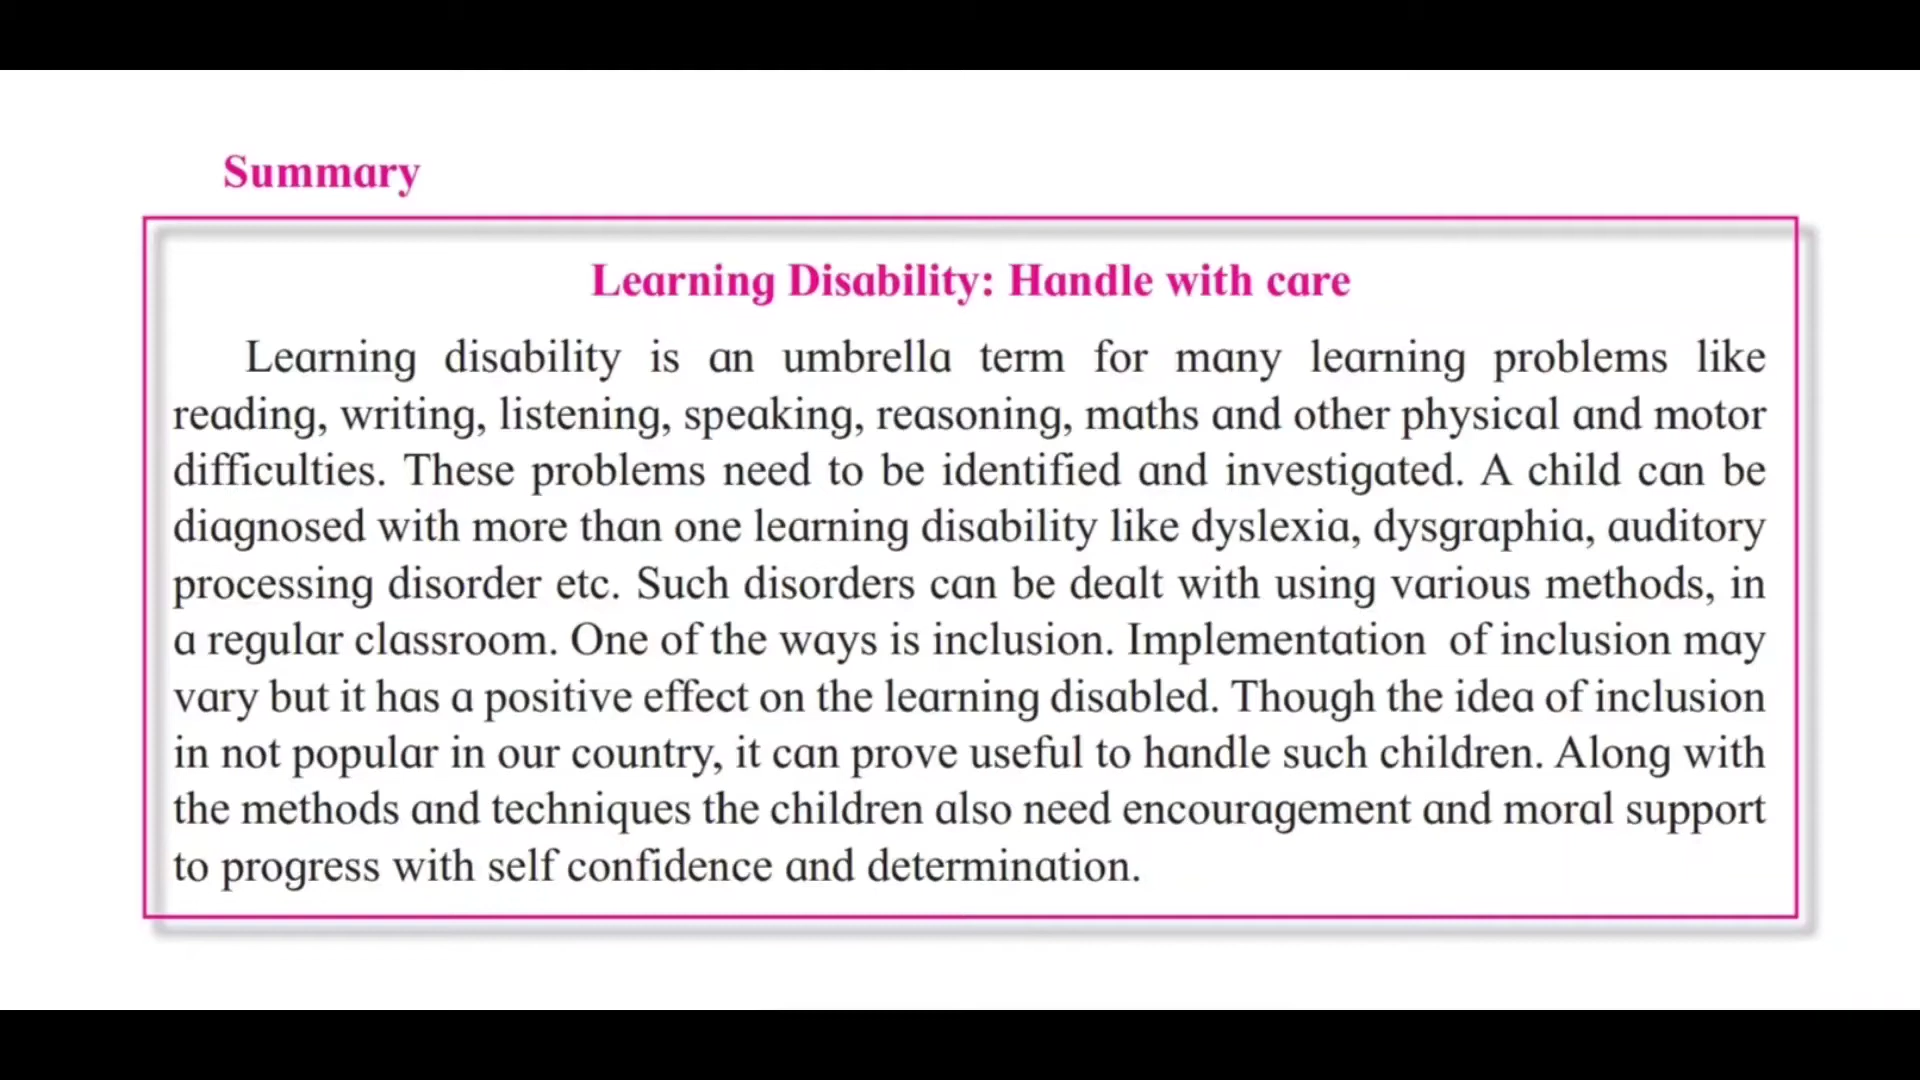 Summary
Learning Disability: Handle with care
Learning disability is an umbrella term for many learning problems like
reading, writing, listening, speaking, reasoning, maths and other physical and motor
difficulties. These problems need to be identified and investigated. A child can be
diagnosed with more than one learning disability like dyslexia, dysgraphia, auditory
processing disorder etc. Such disorders can be dealt with using various methods, in
a regular classroom. One of the ways is inclusion. Implementation of inclusion may
vary but it has a positive effect on the learning disabled. Though the idea of inclusion
in not popular in our country, it can prove useful to handle such children. Along with
the methods and techniques the children also need encouragement and moral support
to progress with self confidence and determination.